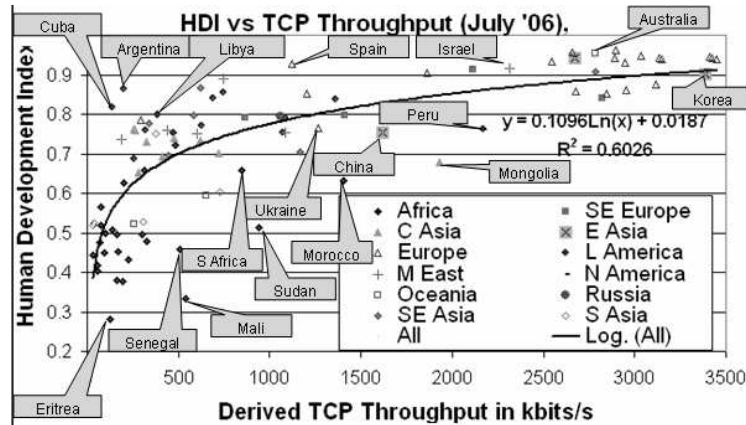 HDI vs TCP Throughput (July '06),
Cuba
Argentina
Libya
Spain
Israel
Australia
Korea
Peru
y = 0.1096Ln(x) + 0.0187
R² = 0.6026
China
Mongolia
Ukraine
S Africa
Morocco
Sudan
Mali
Senegal
Eritrea
Human Development Index
0.9
0.8
0.7
0.6
0.5
0.4
0.3
0.2
Africa
SE Europe
C Asia
E Asia
Europe
L America
M East
N America
Oceania
Russia
SE Asia
S Asia
All
Log. (All)
500 1000 1500 2000 2500 3000 3500
Derived TCP Throughput in kbits/s